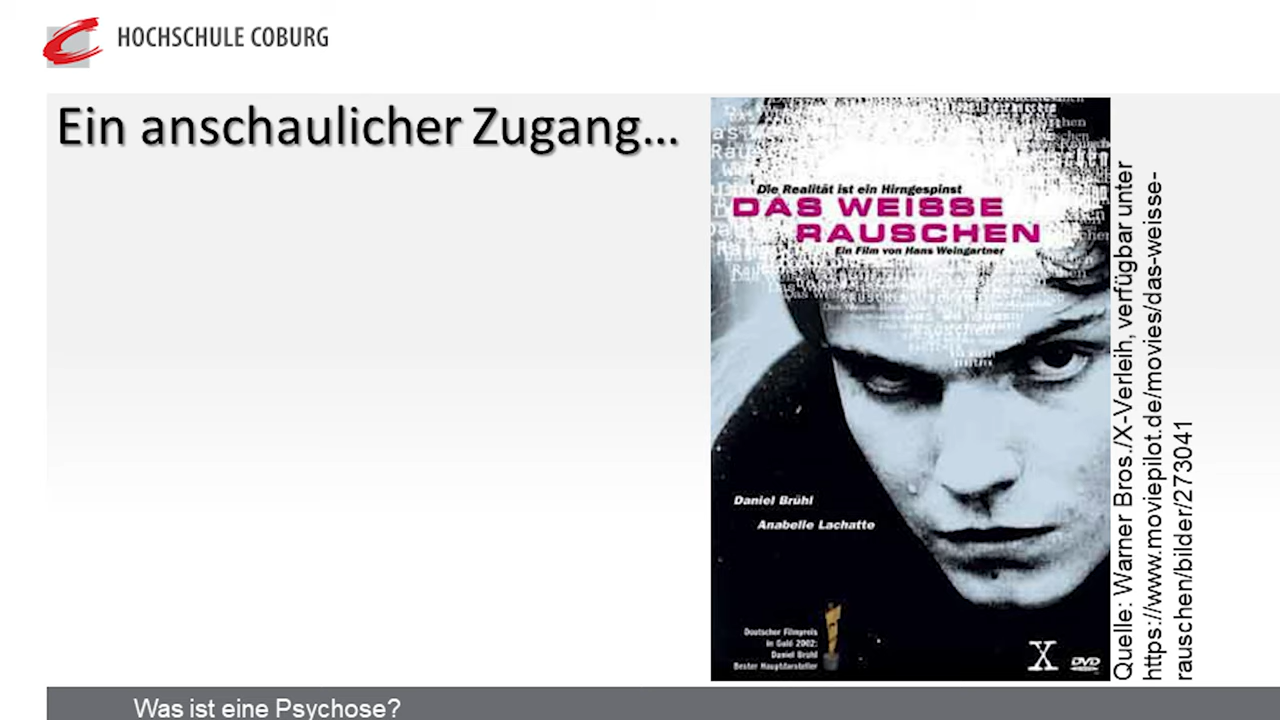 HOCHSCHULE COBURG
Ein anschaulicher Zugang...
Die Realität ist ein Hirngespinst
DAS WEISSE
RAUSCHEN
Ein Film von Hans Weingartner
Daniel Brühl
Anabelle Lachatte
Deutscher Filmpreis
in Gold 2002:
Daniel Brühl
Bester Hauptdarsteller
X
DVD
Quelle: Warner Bros./X-Verleih, verfügbar unter
https://www.moviepilot.de/movies/das-weisse-
rauschen/bilder/273041
Was ist eine Psychose?